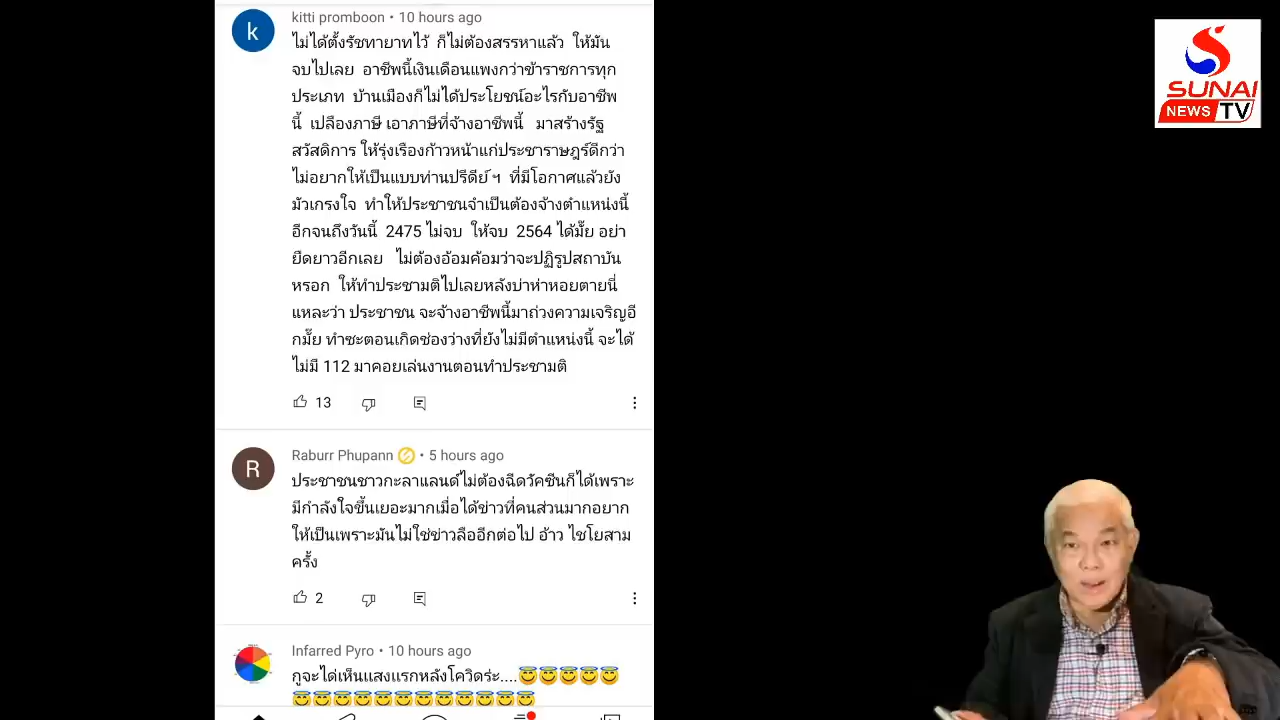 kitti promboon • 10 hours ago
k
ไม่ได้ตั้งรัชทายาทไว้ ก็ไม่ต้องสรรหาแล้ว ให้มัน
จบไปเลย อาชีพนี้เงินเดือนแพงกว่าข้าราชการทุก
ประเภท บ้านเมืองก็ไม่ได้ประโยชน์อะไรกับอาชีพ
นี้ เปลืองภาษี เอาภาษีที่จ้างอาชีพนี้ มาสร้างรัฐ
สวัสดิการ ให้รุ่งเรืองก้าวหน้าแก่ประชาราษฎร์ดีกว่า
ไม่อยากให้เป็นแบบท่านปรีดีย์ ฯ ที่มีโอกาศแล้วยัง
มัวเกรงใจ ทำให้ประชาชนจำเป็นต้องจ้างตำแหน่งนี้
อีกจนถึงวันนี้ 2475 ไม่จบ ให้จบ 2564 ได้มั้ย อย่า
ยืดยาวอีกเลย ไม่ต้องอ้อมค้อมว่าจะปฏิรูปสถาบัน
หรอก ให้ทำประชามติไปเลยหลังบ่าห่าหอยตายนี่
แหละว่า ประชาชน จะจ้างอาชีพนี้มาถ่วงความเจริญอี
กมั้ย ทำซะตอนเกิดช่องว่างที่ยังไม่มีตำแหน่งนี้ จะได้
ไม่มี 112 มาคอยเล่นงานตอนทำประชามติ
13
Raburr Phupann • 5 hours ago
R
ประชาชนชาวกะลาแลนด์ไม่ต้องฉีดวัคซีนก็ได้เพราะ
มีกำลังใจขึ้นเยอะมากเมื่อได้ข่าวที่คนส่วนมากอยาก
ให้เป็นเพราะมันไม่ใช่ข่าวลืออีกต่อไป อ้าว ไชโยสาม
ครั้ง
2
Infarred Pyro • 10 hours ago
กูจะได่เห็นแสงแรกหลังโควิดร่ะ....😇😇😇😇😇
😇😇😇😇😇😇😇😇😇😇😇😇
SUNAI
NEWS TV